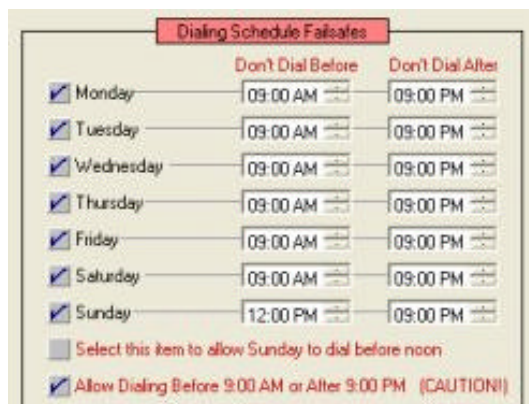 Dialing Schedule Failsafes
Don't Dial Before Don't Dial After
Monday 09:00 AM 09:00 PM
Tuesday 09:00 AM 09:00 PM
Wednesday 09:00 AM 09:00 PM
Thursday 09:00 AM 09:00 PM
Friday 09:00 AM 09:00 PM
Saturday 09:00 AM 09:00 PM
Sunday 12:00 PM 09:00 PM
Select this item to allow Sunday to dial before noon
Allow Dialing Before 9:00 AM or After 9:00 PM (CAUTION!)